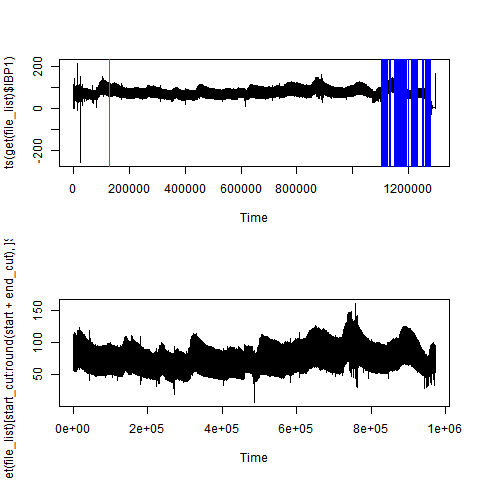 ts(get(file_list)$IBP1)
200
0
-200
0
200000
400000
600000
800000
1200000
Time
et(file_list)[start_cut:round(start + end_cut), ]$
150
100
50
0e+00
2e+05
4e+05
6e+05
8e+05
1e+06
Time